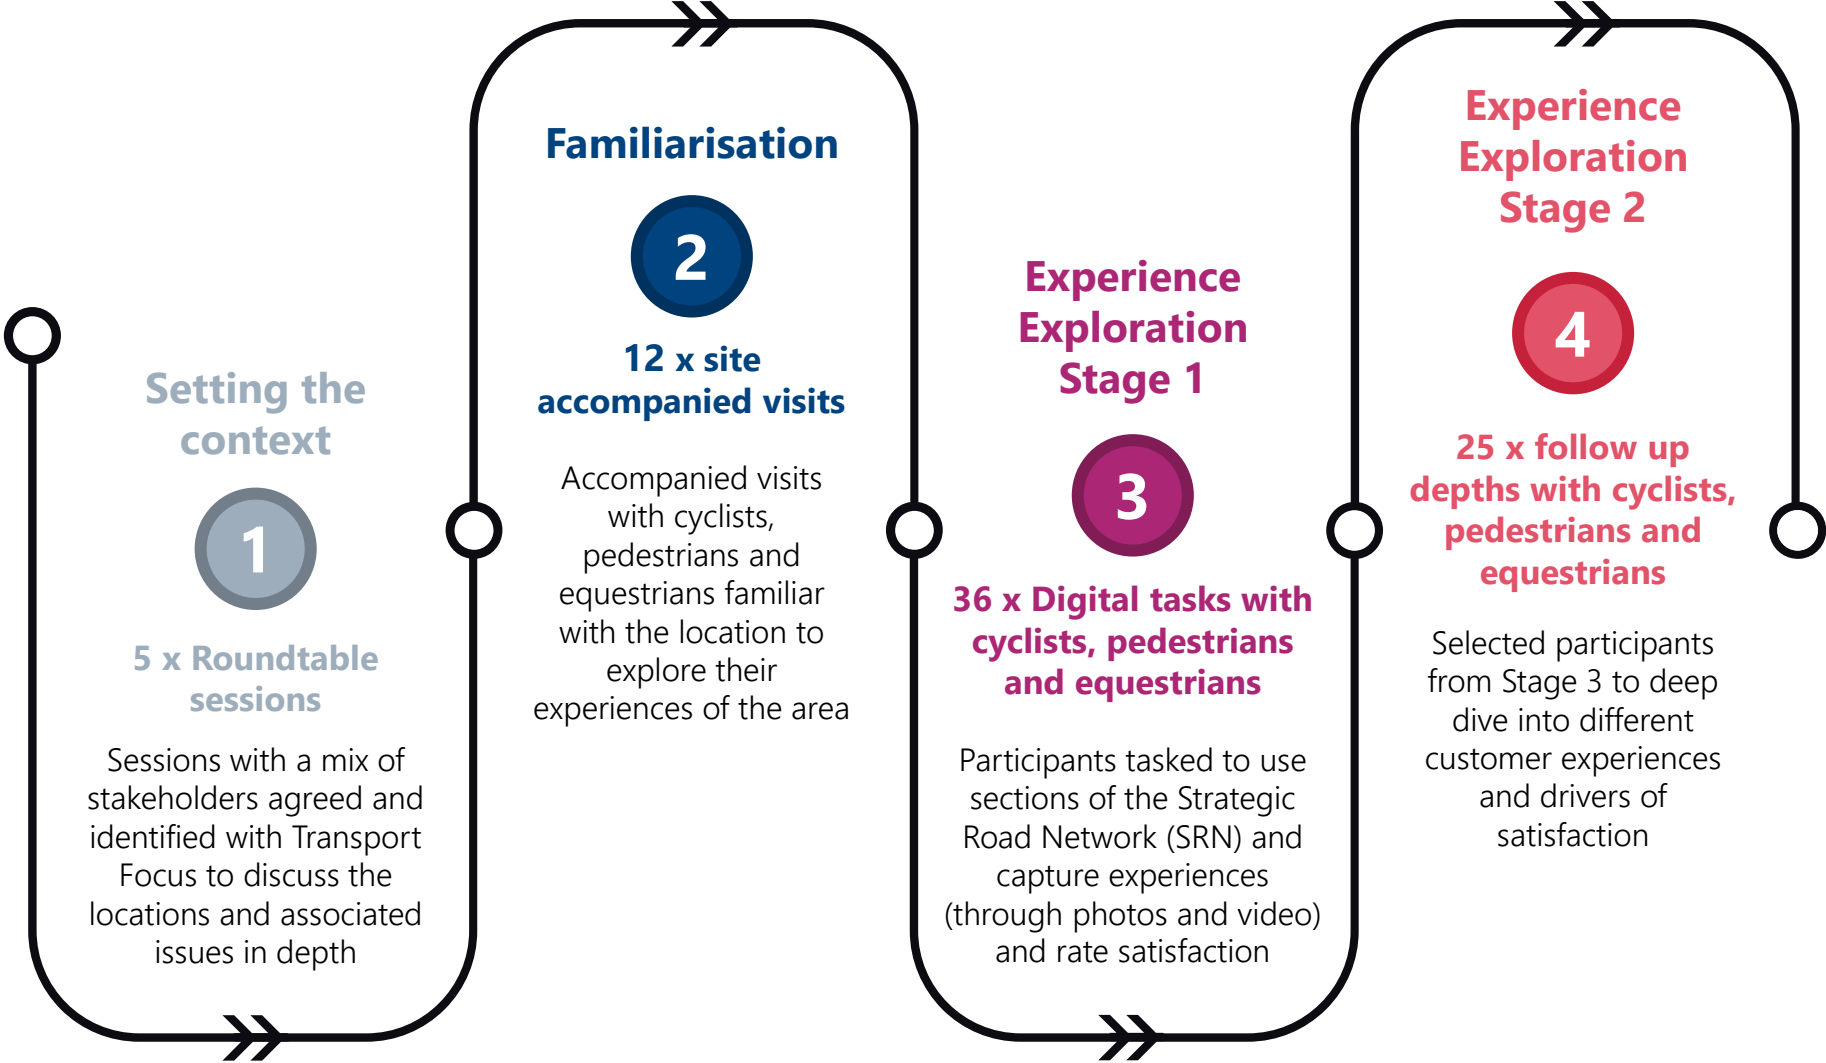 Setting the
context
1
5 x Roundtable
sessions
Sessions with a mix of
stakeholders agreed and
identified with Transport
Focus to discuss the
locations and associated
issues in depth
Familiarisation
2
12 x site
accompanied visits
Accompanied visits
with cyclists,
pedestrians and
equestrians familiar
with the location to
explore their
experiences of the area
Experience
Exploration
Stage 1
3
36 x Digital tasks with
cyclists, pedestrians
and equestrians
Participants tasked to use
sections of the Strategic
Road Network (SRN) and
capture experiences
(through photos and video)
and rate satisfaction
Experience
Exploration
Stage 2
4
25 x follow up
depths with cyclists,
pedestrians and
equestrians
Selected participants
from Stage 3 to deep
dive into different
customer experiences
and drivers of
satisfaction